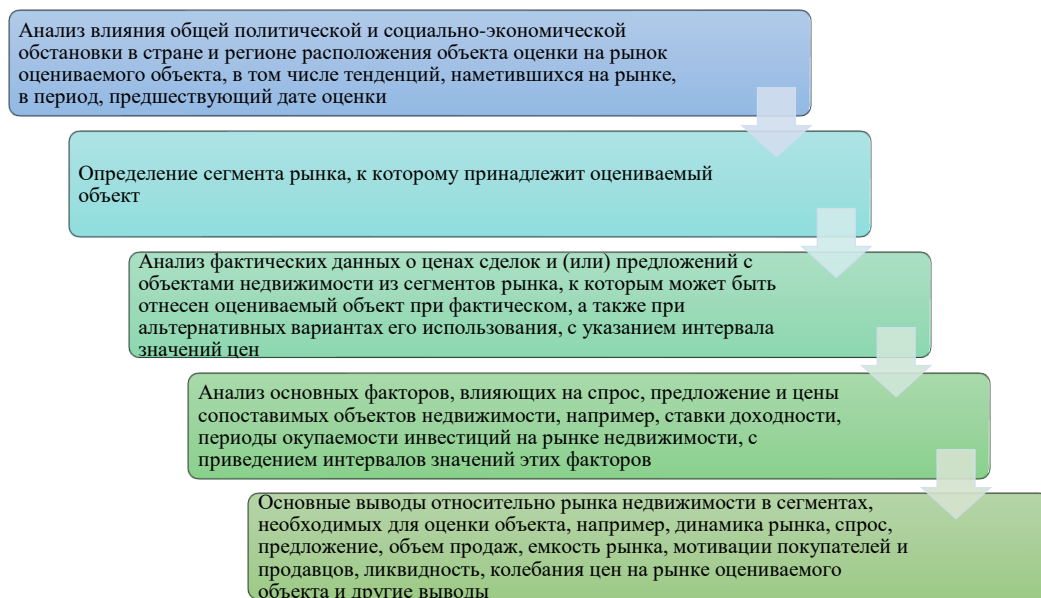 Анализ влияния общей политической и социально-экономической
обстановки в стране и регионе расположения объекта оценки на рынок
оцениваемого объекта, в том числе тенденций, наметившихся на рынке,
в период, предшествующий дате оценки
Определение сегмента рынка, к которому принадлежит оцениваемый
объект
Анализ фактических данных о ценах сделок и (или) предложений с
объектами недвижимости из сегментов рынка, к которым может быть
отнесен оцениваемый объект при фактическом, а также при
альтернативных вариантах его использования, с указанием интервала
значений цен
Анализ основных факторов, влияющих на спрос, предложение и цены
сопоставимых объектов недвижимости, например, ставки доходности,
периоды окупаемости инвестиций на рынке недвижимости, с
приведением интервалов значений этих факторов
Основные выводы относительно рынка недвижимости в сегментах,
необходимых для оценки объекта, например, динамика рынка, спрос,
предложение, объем продаж, емкость рынка, мотивации покупателей и
продавцов, ликвидность, колебания цен на рынке оцениваемого
объекта и другие выводы